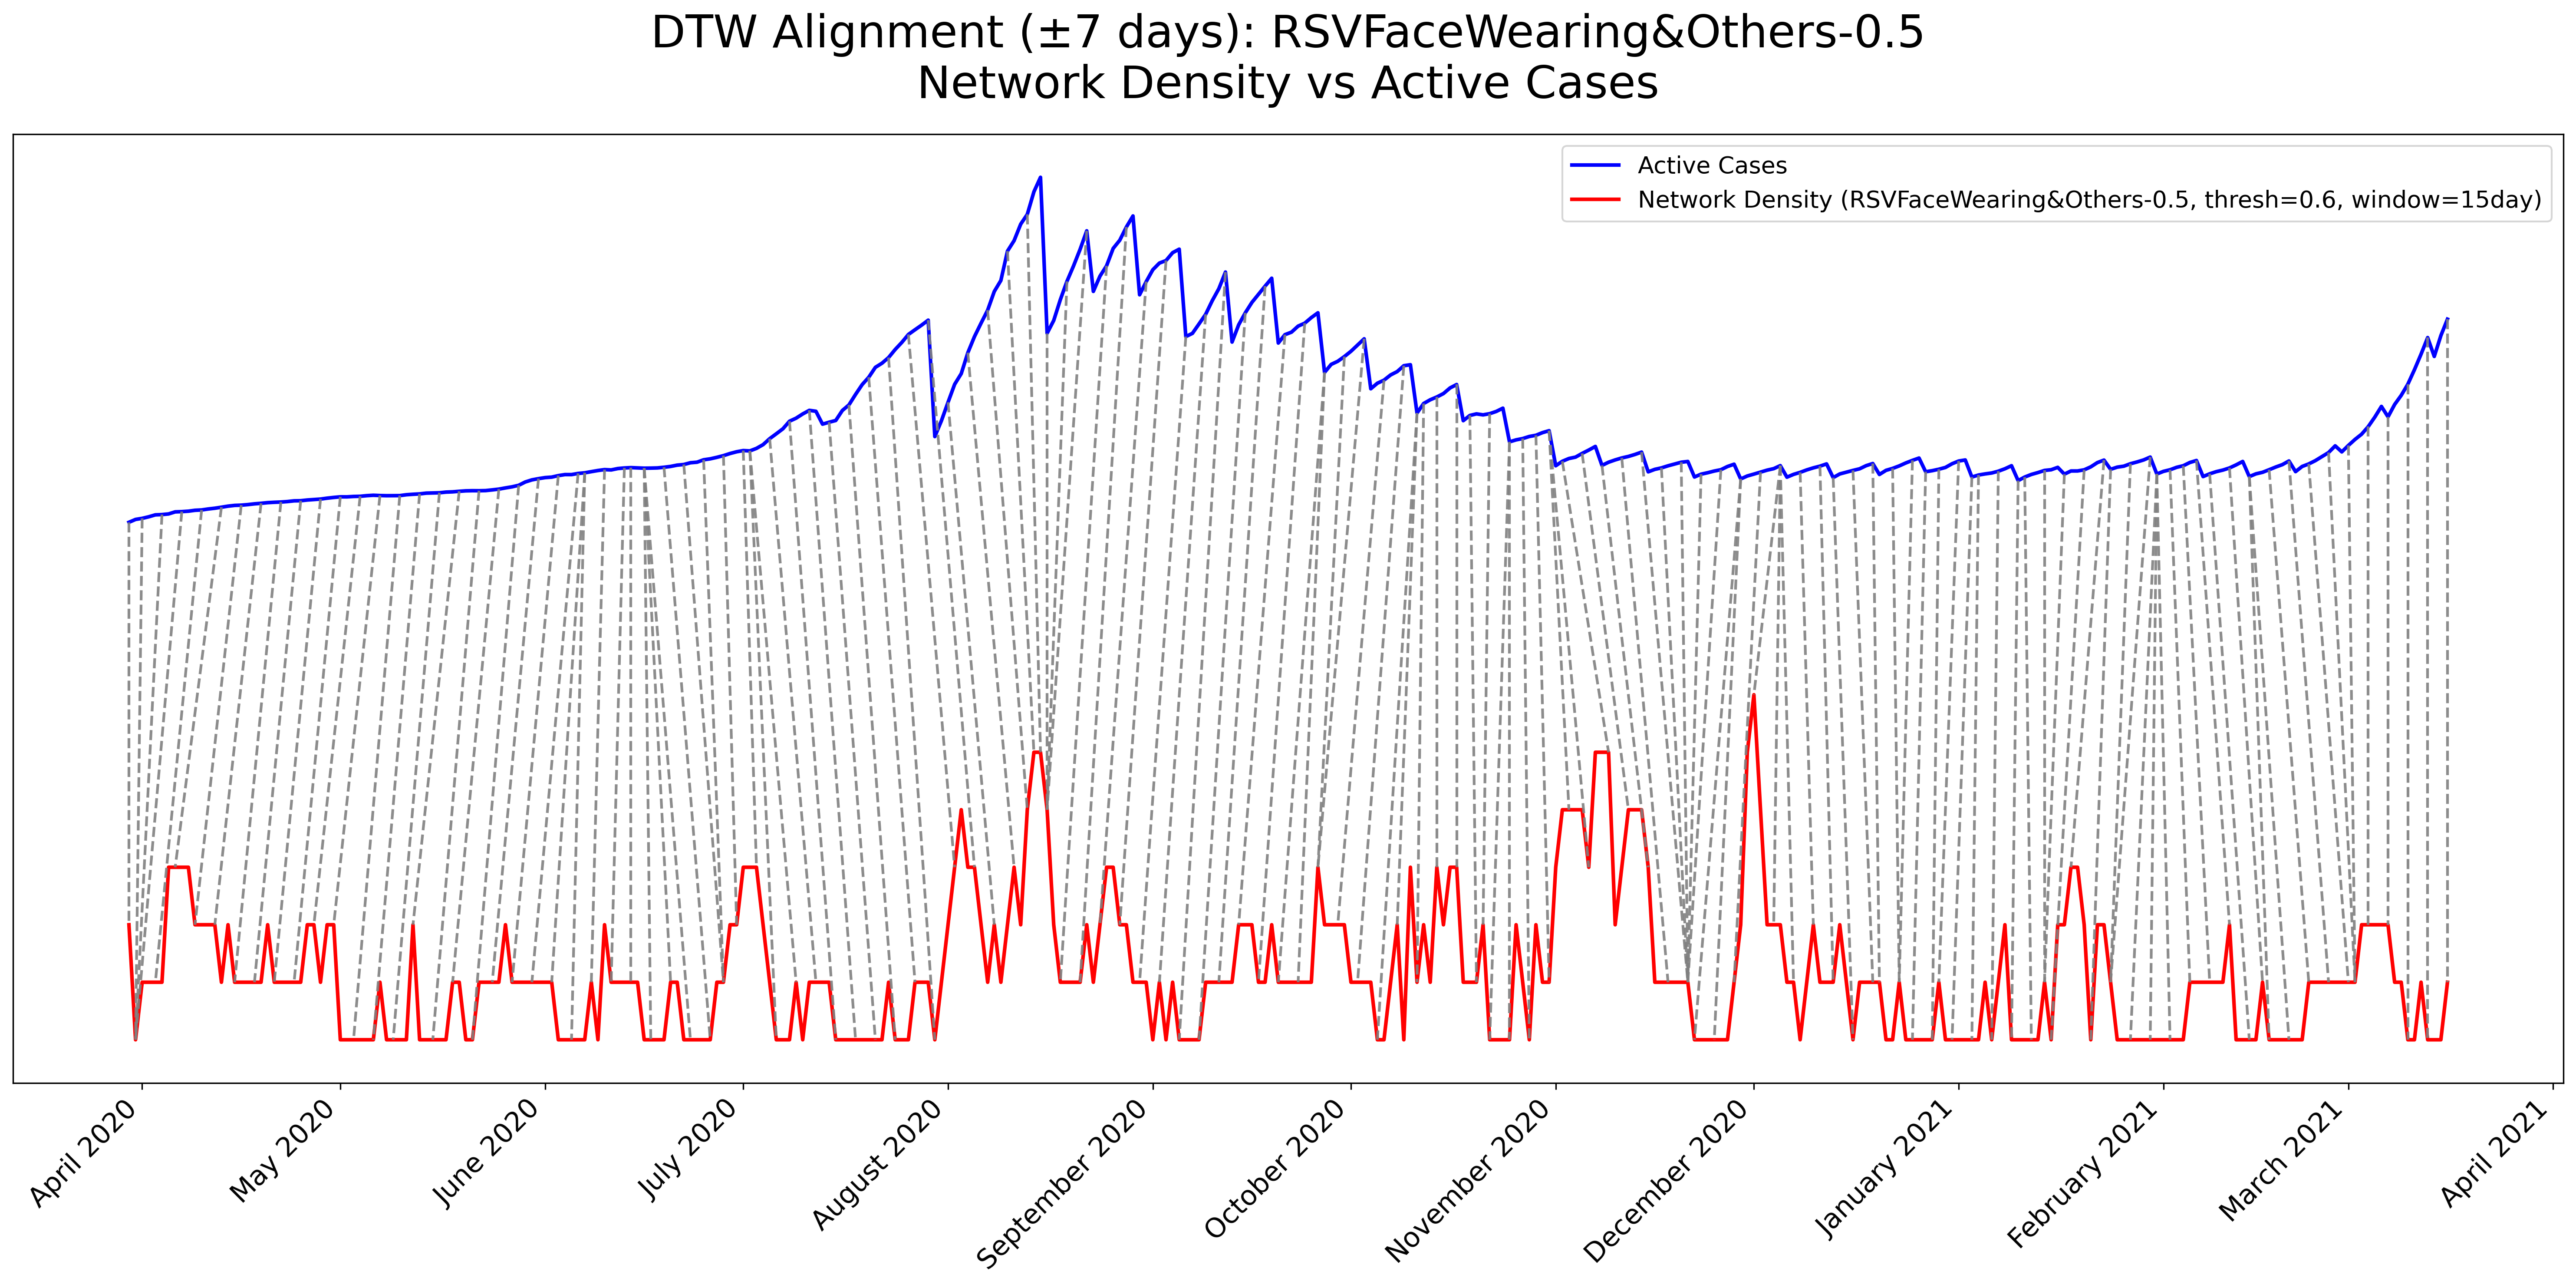 DTW Alignment (±7 days): RSVFaceWearing&Others-0.5
Network Density vs Active Cases
Active Cases
Network Density (RSVFaceWearing&Others-0.5, thresh=0.6, window=15day)
April 2020
May 2020
June 2020
July 2020
August 2020
September 2020
October 2020
November 2020
December 2020
January 2021
February 2021
March 2021
April 2021